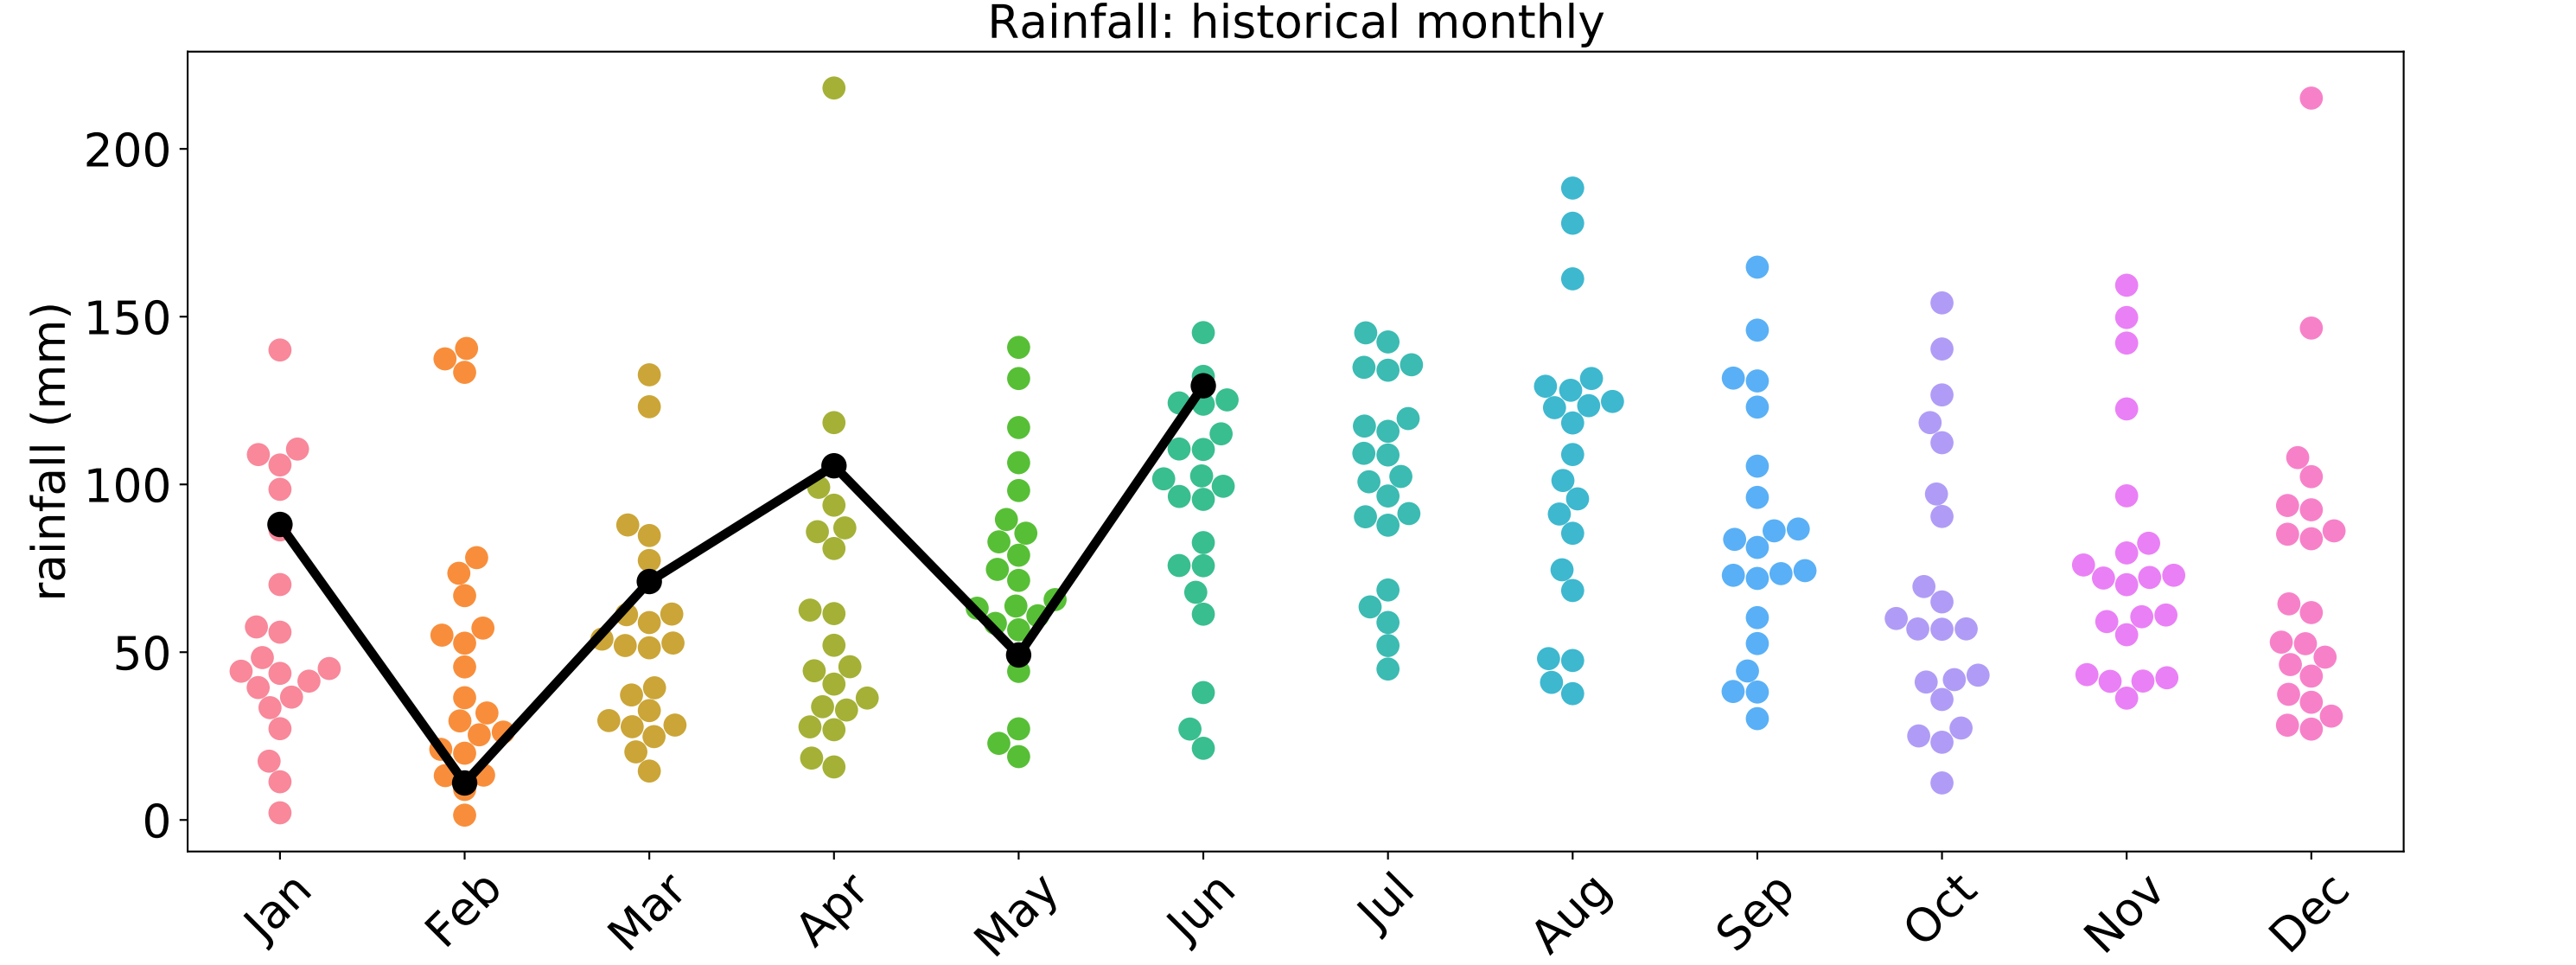 Rainfall: historical monthly
rainfall (mm)
200
150
100
50
0
Jan
Feb
Mar
Apr
May
Jun
Jul
Aug
Sep
Oct
Nov
Dec